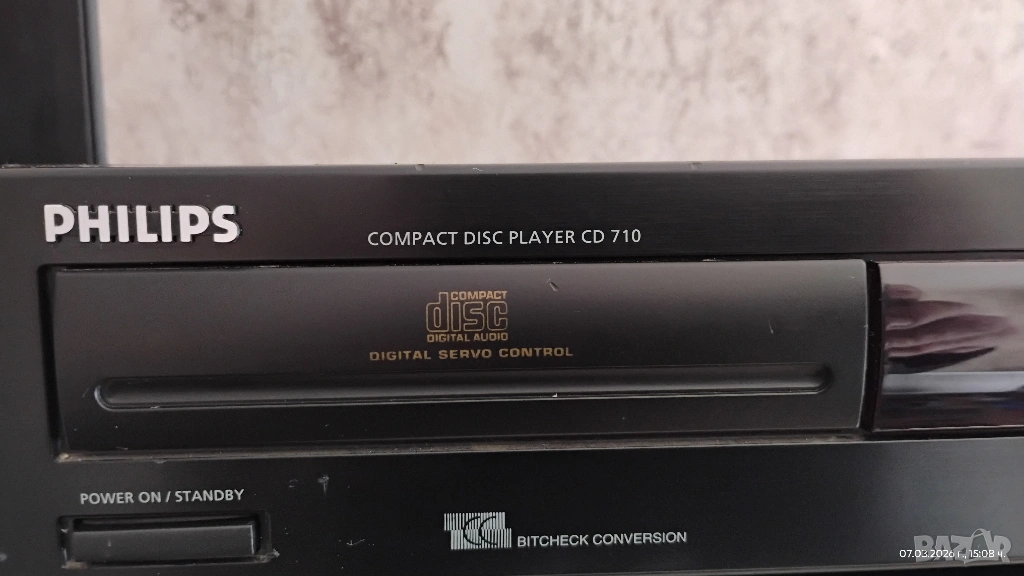 PHILIPS
COMPACT DISC PLAYER CD 710
COMPACT
disc
DIGITAL AUDIO
DIGITAL SERVO CONTROL
POWER ON / STANDBY
BITCHECK CONVERSION
BAZAR
07.03.2026 г., 15:08 ч.